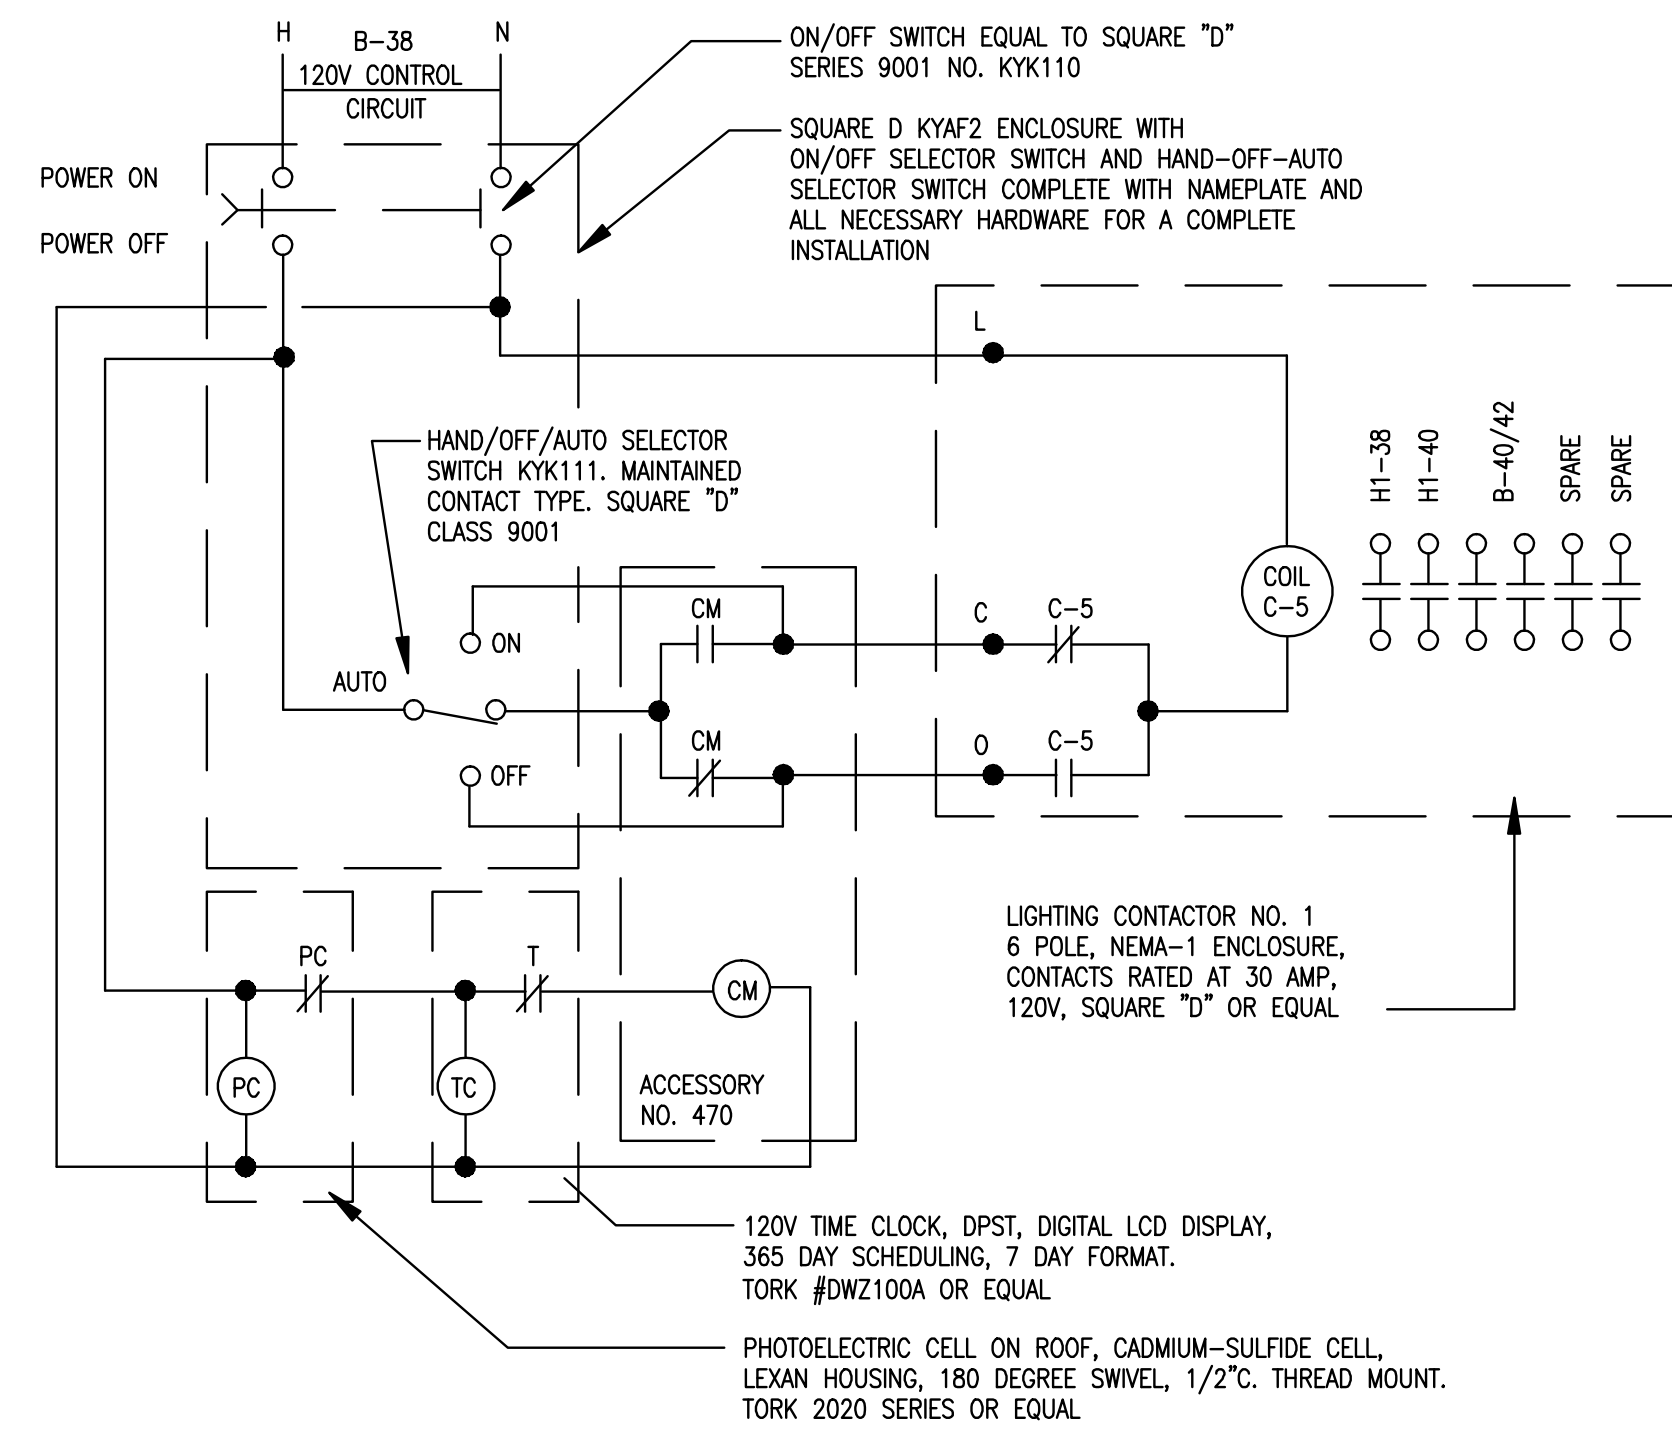 H
N
B-38
120V CONTROL
CIRCUIT
ON/OFF SWITCH EQUAL TO SQUARE "D"
SERIES 9001 NO. KYK110
SQUARE D KYAF2 ENCLOSURE WITH
ON/OFF SELECTOR SWITCH AND HAND-OFF-AUTO
SELECTOR SWITCH COMPLETE WITH NAMEPLATE AND
ALL NECESSARY HARDWARE FOR A COMPLETE
INSTALLATION
POWER ON
POWER OFF
L
HAND/OFF/AUTO SELECTOR
SWITCH KYK111. MAINTAINED
CONTACT TYPE. SQUARE "D"
CLASS 9001
H1-38
H1-40
B-40/42
SPARE
SPARE
COIL
C-5
CM
C
C-5
ON
AUTO
CM
O
C-5
OFF
LIGHTING CONTACTOR NO. 1
6 POLE, NEMA-1 ENCLOSURE,
CONTACTS RATED AT 30 AMP,
120V, SQUARE "D" OR EQUAL
PC
T
CM
PC
TC
ACCESSORY
NO. 470
120V TIME CLOCK, DPST, DIGITAL LCD DISPLAY,
365 DAY SCHEDULING, 7 DAY FORMAT.
TORK #DWZ100A OR EQUAL
PHOTOELECTRIC CELL ON ROOF, CADMIUM-SULFIDE CELL,
LEXAN HOUSING, 180 DEGREE SWIVEL, 1/2"C. THREAD MOUNT.
TORK 2020 SERIES OR EQUAL